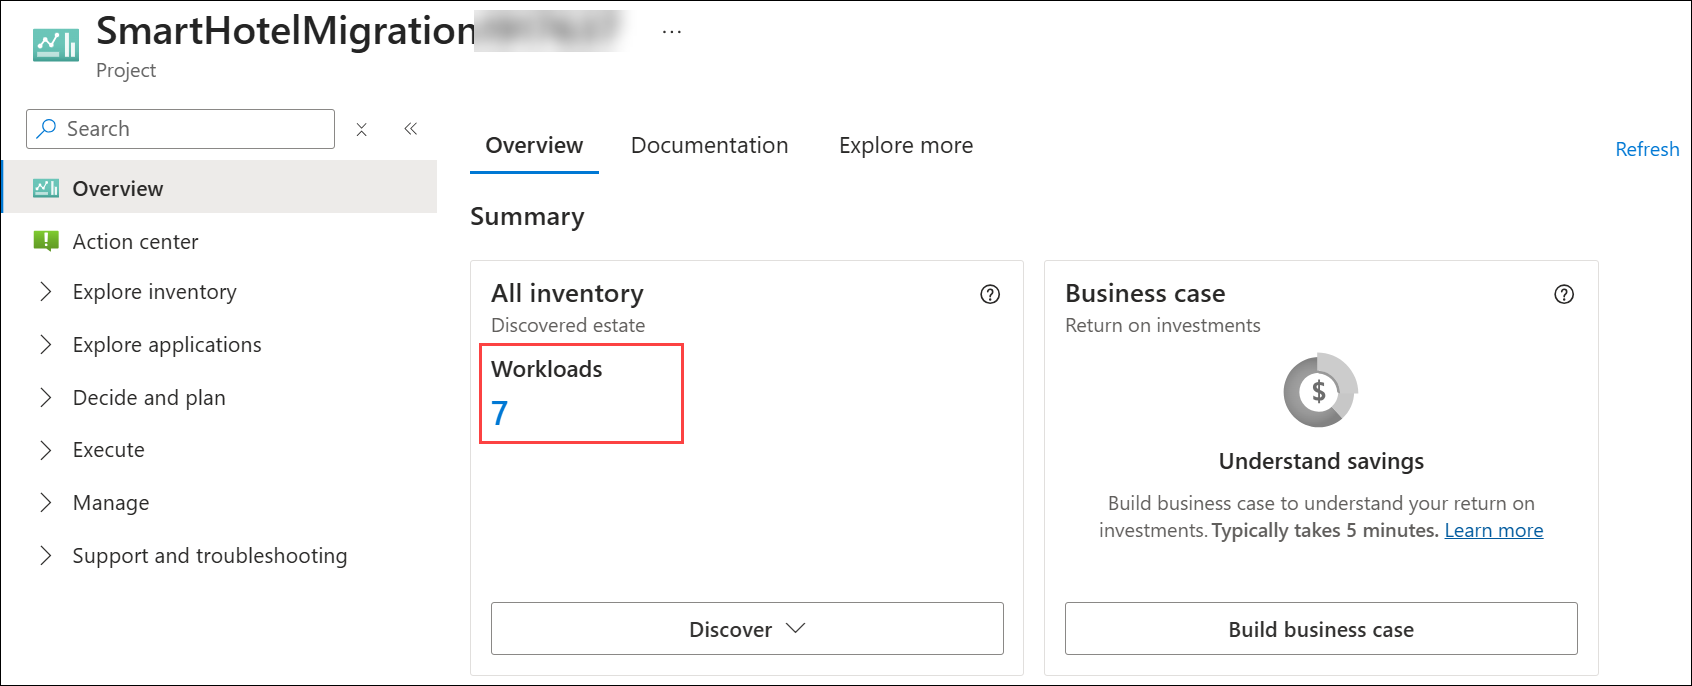 SmartHotelMigration
Project
Search
Overview
Action center
Explore inventory
Explore applications
Decide and plan
Execute
Manage
Support and troubleshooting
Overview
Documentation
Explore more
Refresh
Summary
All inventory
Discovered estate
Workloads
7
Discover
Business case
Return on investments
$
Understand savings
Build business case to understand your return on
investments. Typically takes 5 minutes. Learn more
Build business case